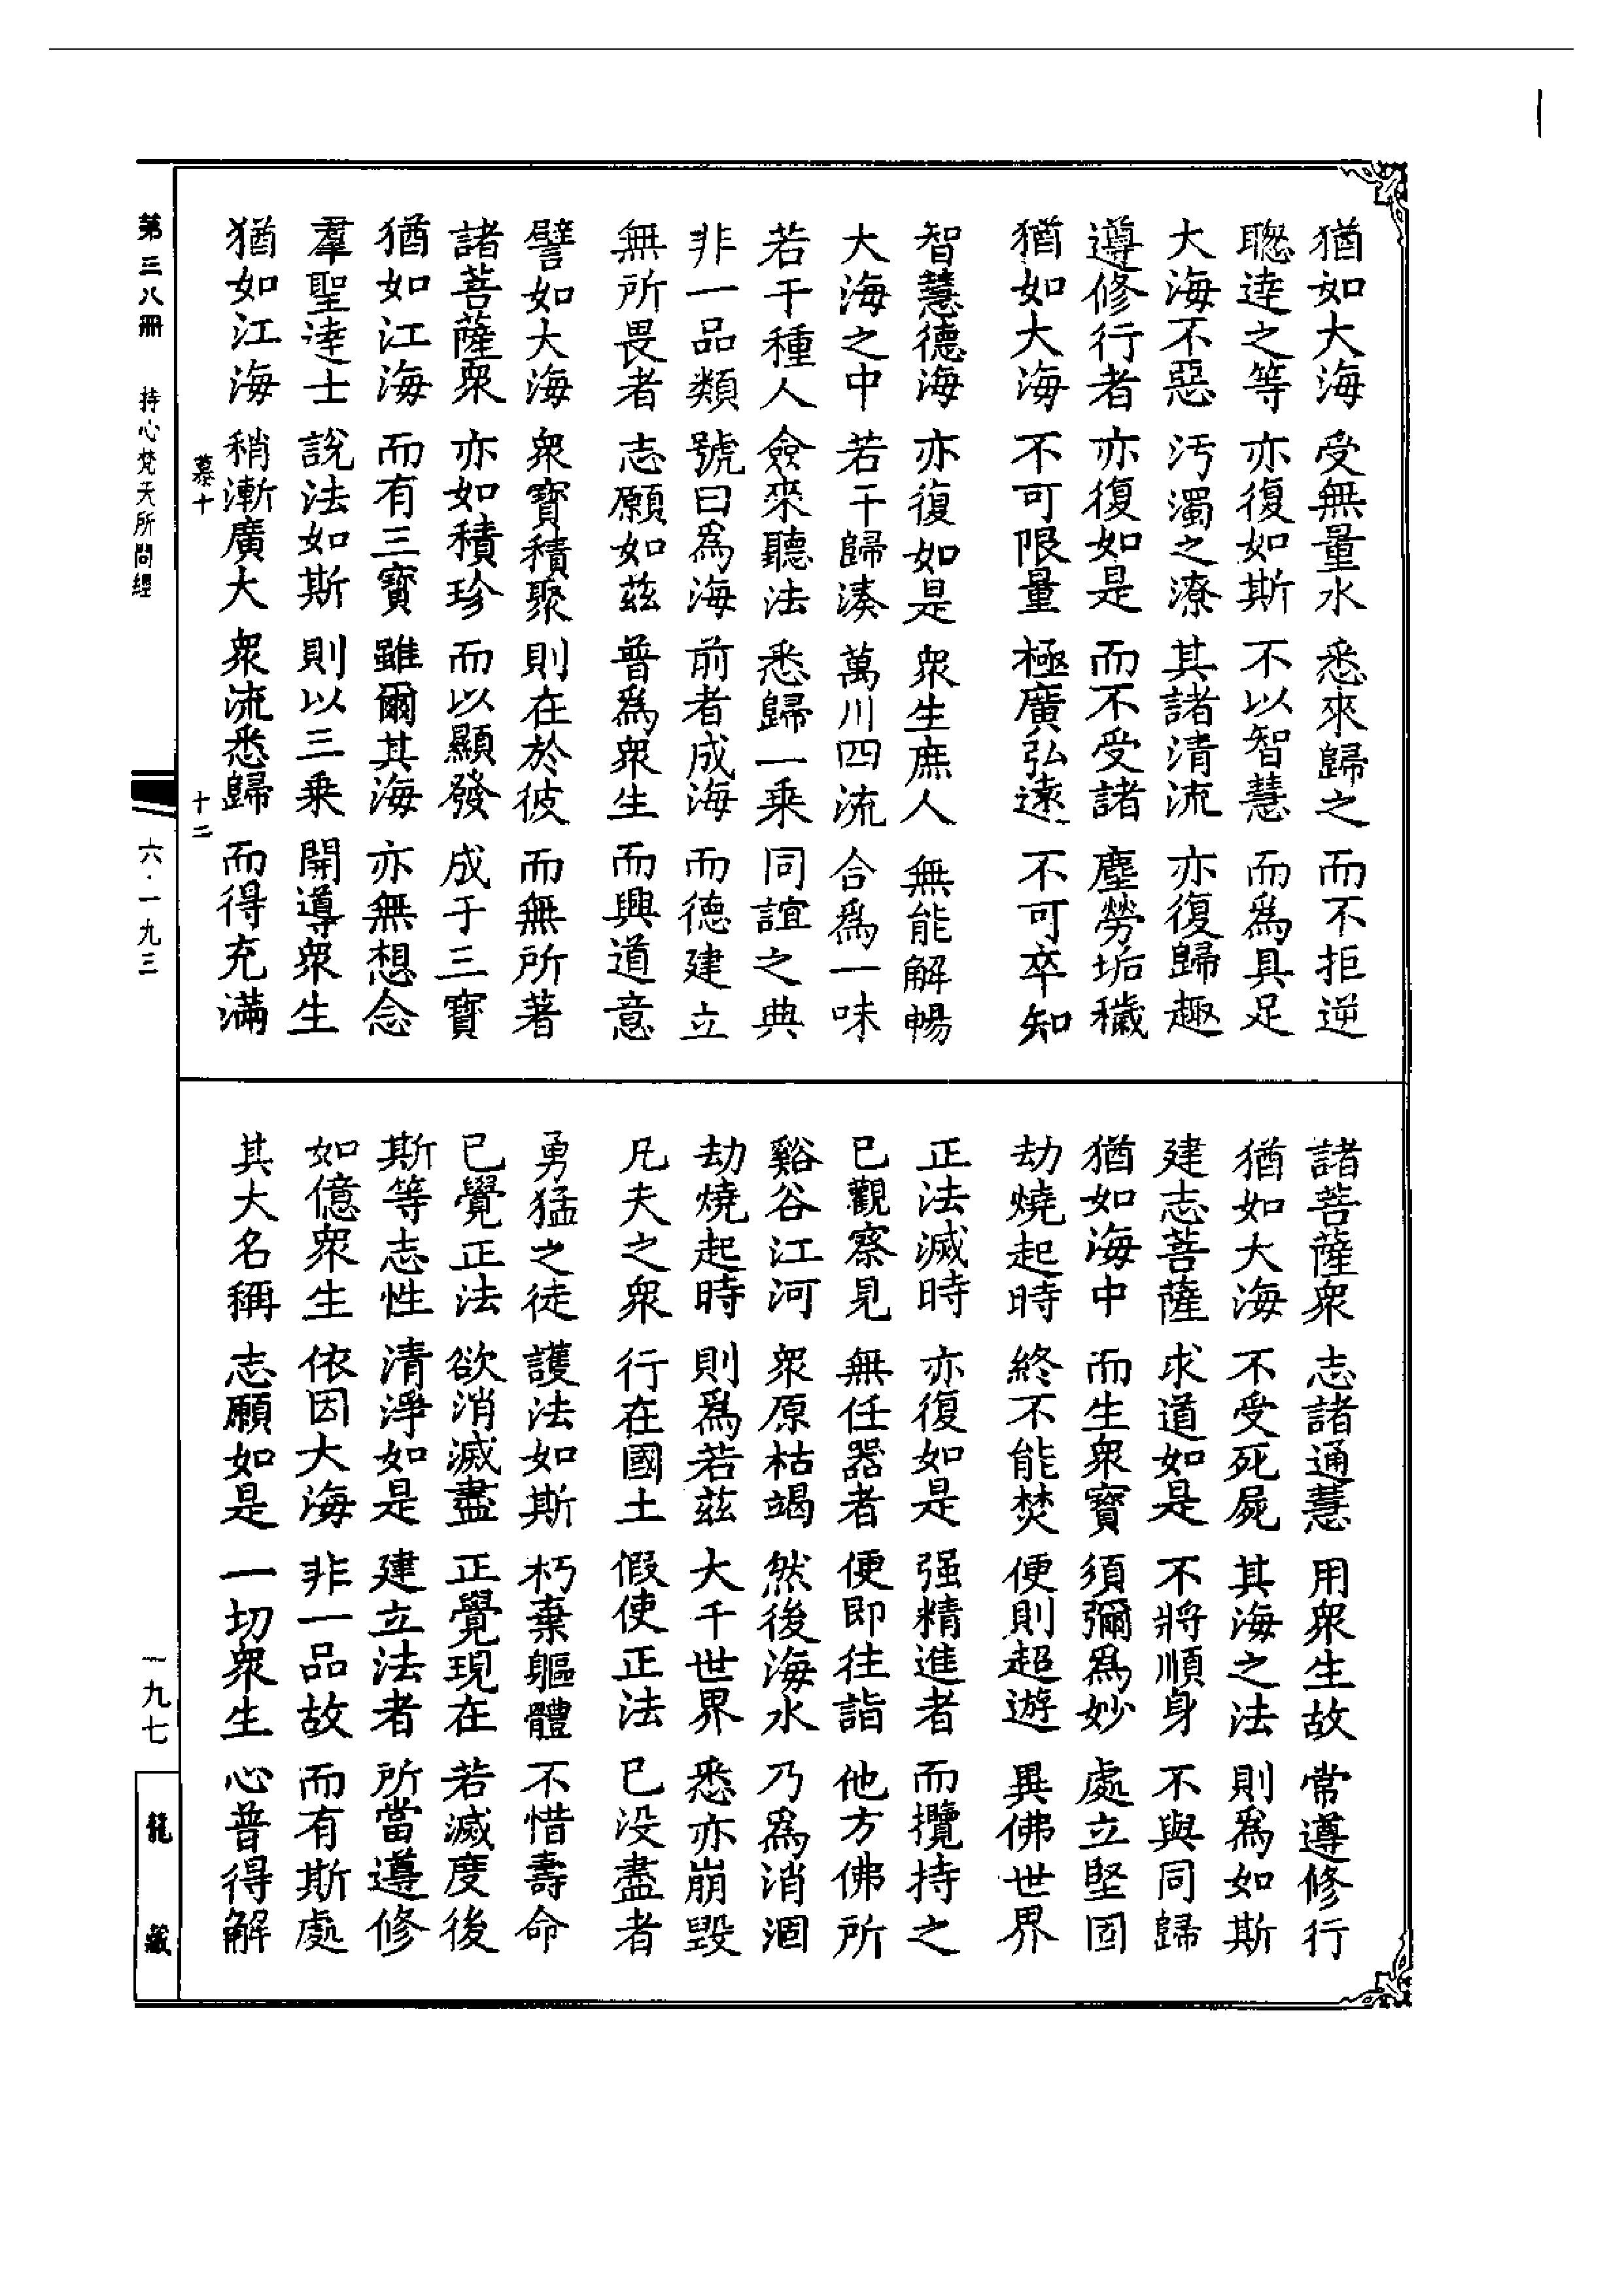 猶如大海 受無量水 悉來歸之 而不拒逆
聰達之等 亦復如斯 不以智慧 而爲具足
大海不惡 汚濁之潦 其諸清流 亦復歸趣
遵修行者 亦復如是 而不受諸 塵勞垢穢
猶如大海 不可限量 極廣弘遠 不可卒知
智慧德海 亦復如是 衆生庶人 無能解暢
大海之中 若干歸湊 萬川四流 合爲一味
若干種人 僉來聽法 悉歸一乘 同誼之典
非一品類 號曰爲海 前者成海 而德建立
無所畏者 志願如茲 普爲衆生 而興道意
譬如大海 衆寶積聚 則在於彼 而無所著
諸菩薩衆 亦如積珍 而以顯發 成于三寶
猶如江海 而有三寶 雖爾其海 亦無想念
羣聖達士 說法如斯 則以三乘 開導衆生
猶如江海 稍漸廣大 衆流悉歸 而得充滿
慕十 十二
諸菩薩衆 志諸通慧 用衆生故 常遵修行
猶如大海 不受死屍 其海之法 則爲如斯
建志菩薩 求道如是 不將順身 不與同歸
猶如海中 而生衆寶 須彌爲妙 處立堅固
劫燒起時 終不能焚 便則超遊 異佛世界
正法滅時 亦復如是 强精進者 而攬持之
已觀察見 無任器者 便即往詣 他方佛所
谿谷江河 衆原枯竭 然後海水 乃爲消涸
劫燒起時 則爲若茲 大千世界 悉亦崩毀
凡夫之衆 行在國土 假使正法 已没盡者
勇猛之徒 護法如斯 朽棄軀體 不惜壽命
已覺正法 欲消滅盡 正覺現在 若滅度後
斯等志性 清淨如是 建立法者 所當遵修
如億衆生 依因大海 非一品故 而有斯處
其大名稱 志願如是 一切衆生 心普得解
第三八冊 持心梵天所問經 六·一九三 一九七 龍藏